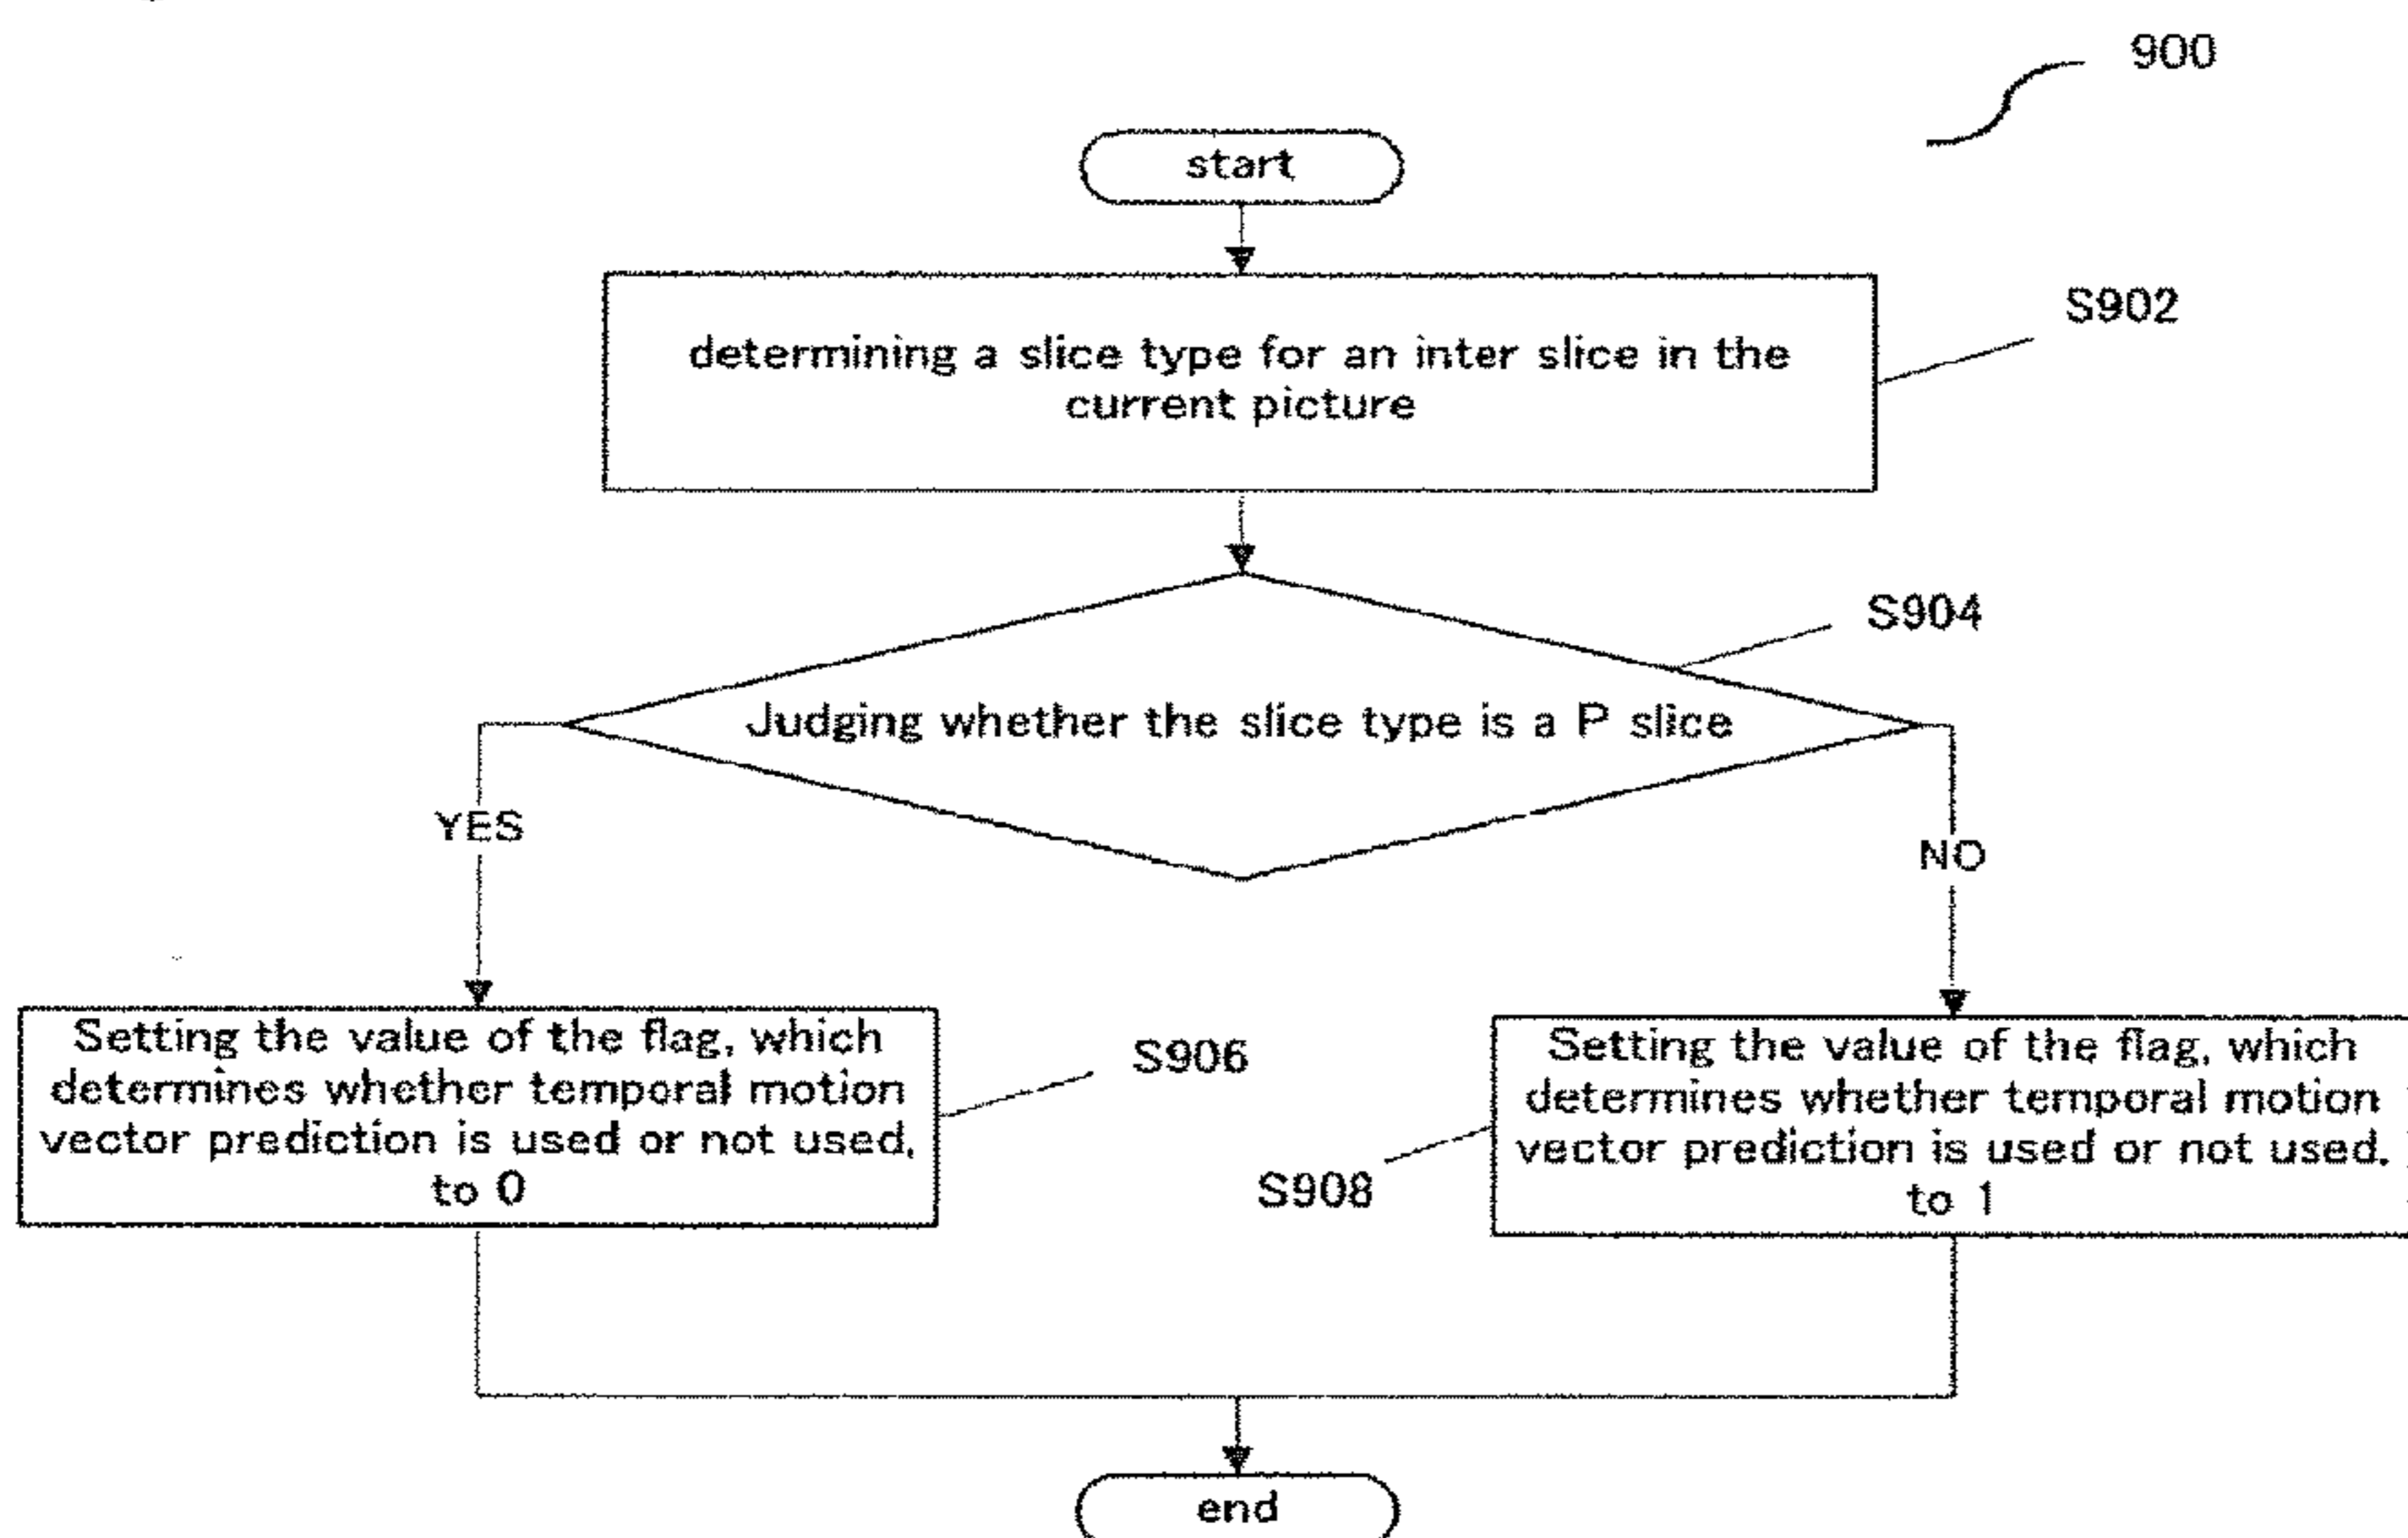 900
start
determining a slice type for an inter slice in the
current picture
S902
S904
Judging whether the slice type is a P slice
YES
NO
Setting the value of the flag, which
determines whether temporal motion
vector prediction is used or not used,
to 0
S906
Setting the value of the flag, which
determines whether temporal motion
vector prediction is used or not used,
to 1
S908
end